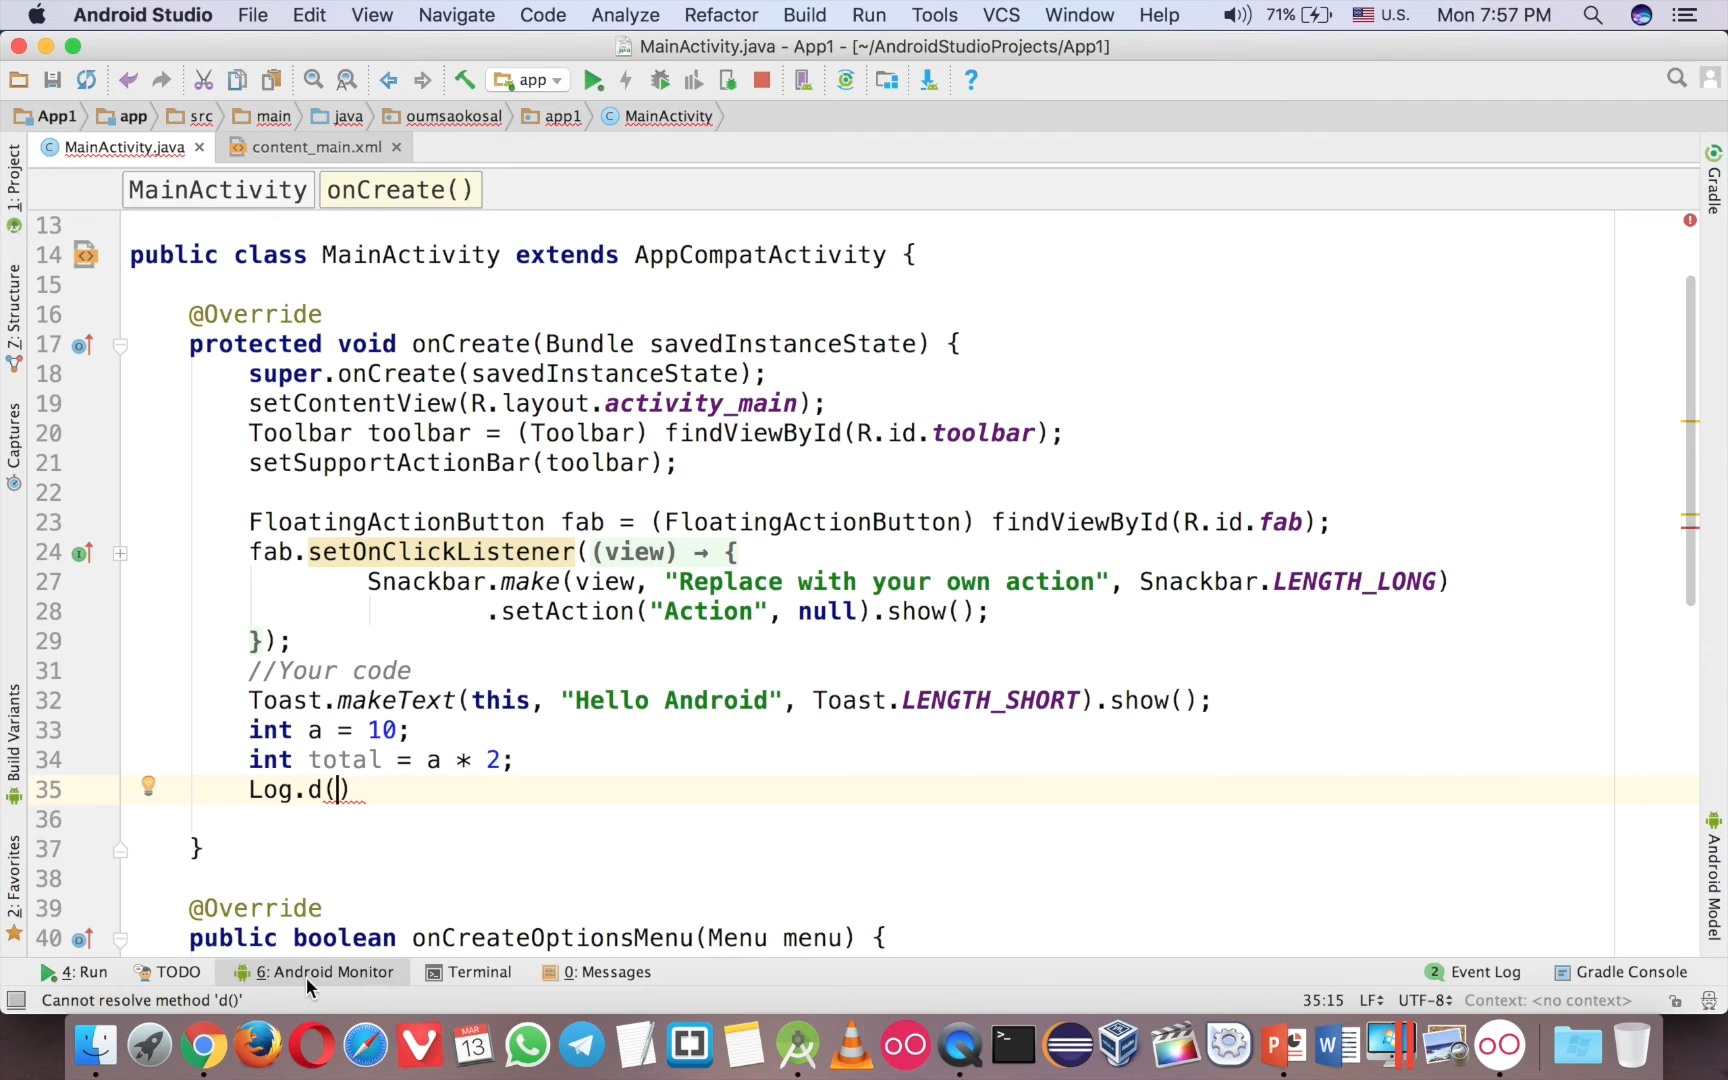 Android Studio File Edit View Navigate Code Analyze Refactor Build Run Tools VCS Window Help 71% U.S. Mon 7:57 PM
MainActivity.java - App1 - [~/AndroidStudioProjects/App1]
app
App1 app src main java oumsaokosal app1 MainActivity
MainActivity.java content_main.xml
MainActivity onCreate()
1: Project
Z: Structure
Captures
Build Variants
2: Favorites
Gradle
Android Model
13
14 public class MainActivity extends AppCompatActivity {
15
16 @Override
17 protected void onCreate(Bundle savedInstanceState) {
18 super.onCreate(savedInstanceState);
19 setContentView(R.layout.activity_main);
20 Toolbar toolbar = (Toolbar) findViewById(R.id.toolbar);
21 setSupportActionBar(toolbar);
22
23 FloatingActionButton fab = (FloatingActionButton) findViewById(R.id.fab);
24 fab.setOnClickListener((view) → {
27 Snackbar.make(view, "Replace with your own action", Snackbar.LENGTH_LONG)
28 .setAction("Action", null).show();
29 });
31 //Your code
32 Toast.makeText(this, "Hello Android", Toast.LENGTH_SHORT).show();
33 int a = 10;
34 int total = a * 2;
35 Log.d()
36
37 }
38
39 @Override
40 public boolean onCreateOptionsMenu(Menu menu) {
4: Run TODO 6: Android Monitor Terminal 0: Messages 2 Event Log Gradle Console
Cannot resolve method 'd()' 35:15 LF UTF-8 Context: <no context>
MAR
13
P
W